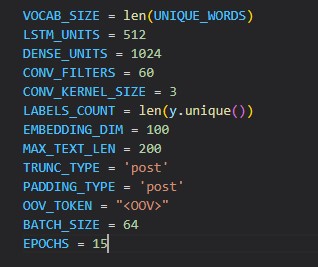 VOCAB_SIZE = len(UNIQUE_WORDS)
LSTM_UNITS = 512
DENSE_UNITS = 1024
CONV_FILTERS = 60
CONV_KERNEL_SIZE = 3
LABELS_COUNT = len(y.unique())
EMBEDDING_DIM = 100
MAX_TEXT_LEN = 200
TRUNC_TYPE = 'post'
PADDING_TYPE = 'post'
OOV_TOKEN = "<OOV>"
BATCH_SIZE = 64
EPOCHS = 15